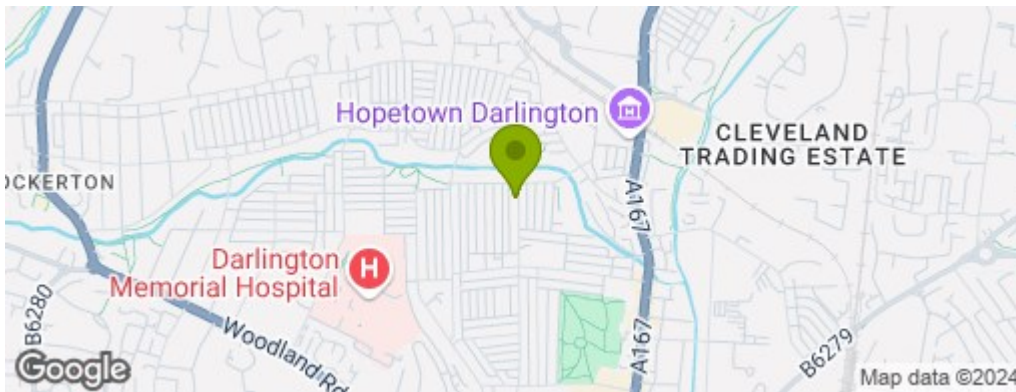 Hopetown Darlington
M
CLEVELAND
TRADING ESTATE
OCKERTON
A167
Darlington
Memorial Hospital
H
B6280
Woodland Rd
A167
B6279
Google
Map data ©2024